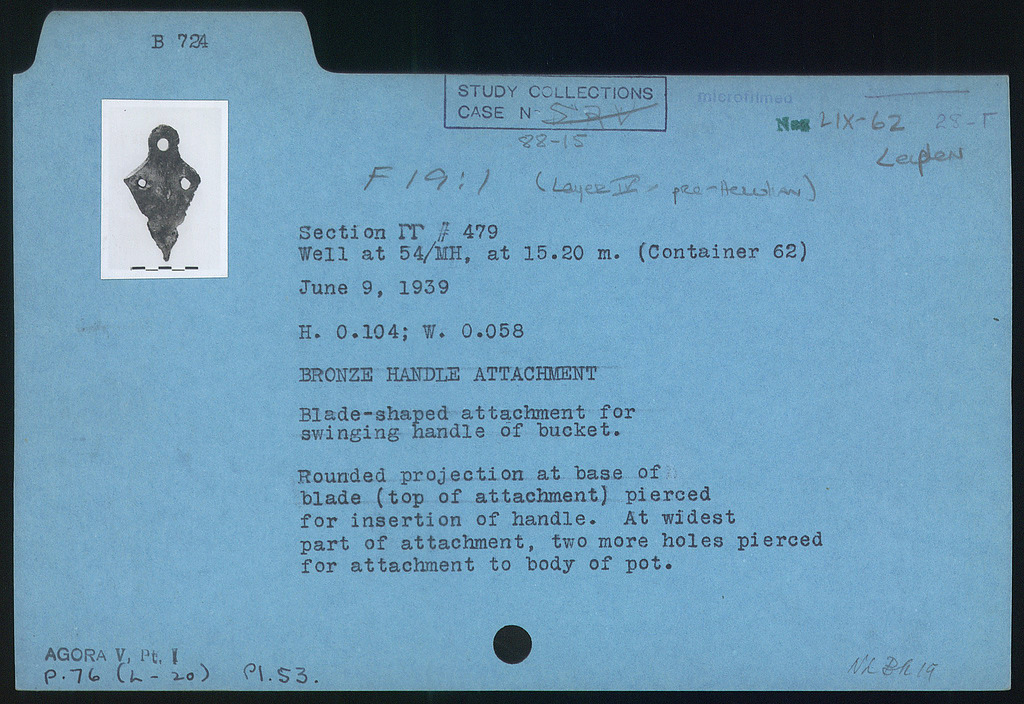 B 724
STUDY COLLECTIONS
CASE No
88-15
microfilmed
LIX-62 28-Γ
F 19:1 (Layer IV, pre-Herulian)
Section ΓΓ # 479
Well at 54/MH, at 15.20 m. (Container 62)
June 9, 1939
H. 0.104; W. 0.058
BRONZE HANDLE ATTACHMENT
Blade-shaped attachment for
swinging handle of bucket.
Rounded projection at base of
blade (top of attachment) pierced
for insertion of handle. At widest
part of attachment, two more holes pierced
for attachment to body of pot.
AGORA V, Pt. I
P.76 (L-20) Pl.53.
NL BR 19